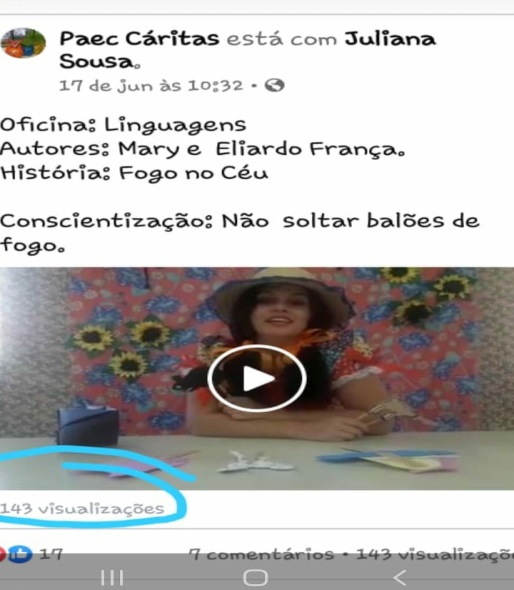 Paec Cáritas está com Juliana
Sousa.
17 de jun às 10:32 •
Oficina: Linguagens
Autores: Mary e Eliardo França.
História: Fogo no Céu
Conscientização: Não soltar balões de
fogo.
143 visualizações
17 7 comentários • 143 visualizaçõ